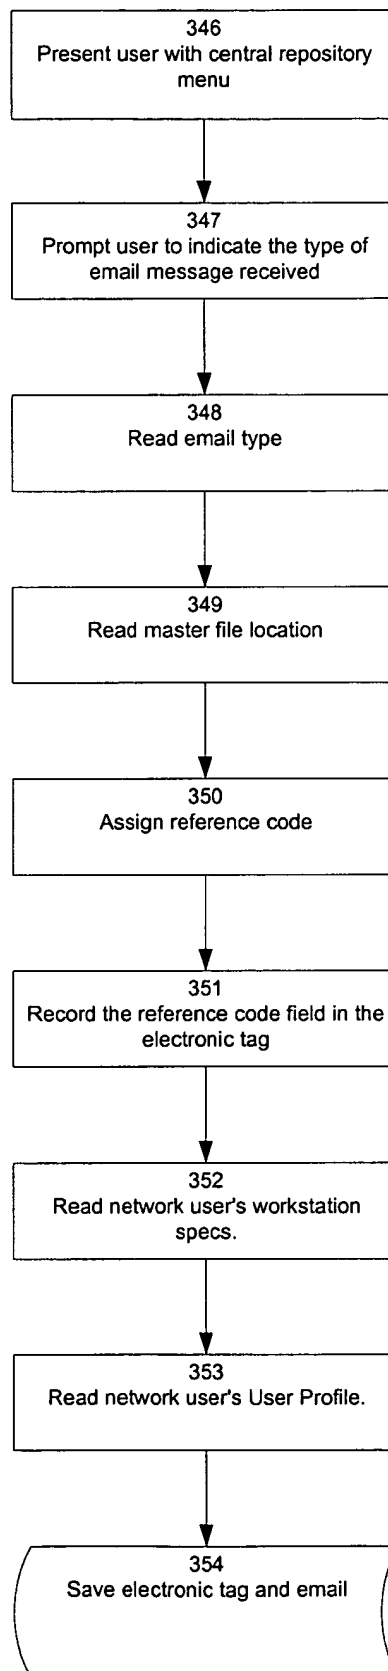 346
Present user with central repository
menu
347
Prompt user to indicate the type of
email message received
348
Read email type
349
Read master file location
350
Assign reference code
351
Record the reference code field in the
electronic tag
352
Read network user's workstation
specs.
353
Read network user's User Profile.
354
Save electronic tag and email